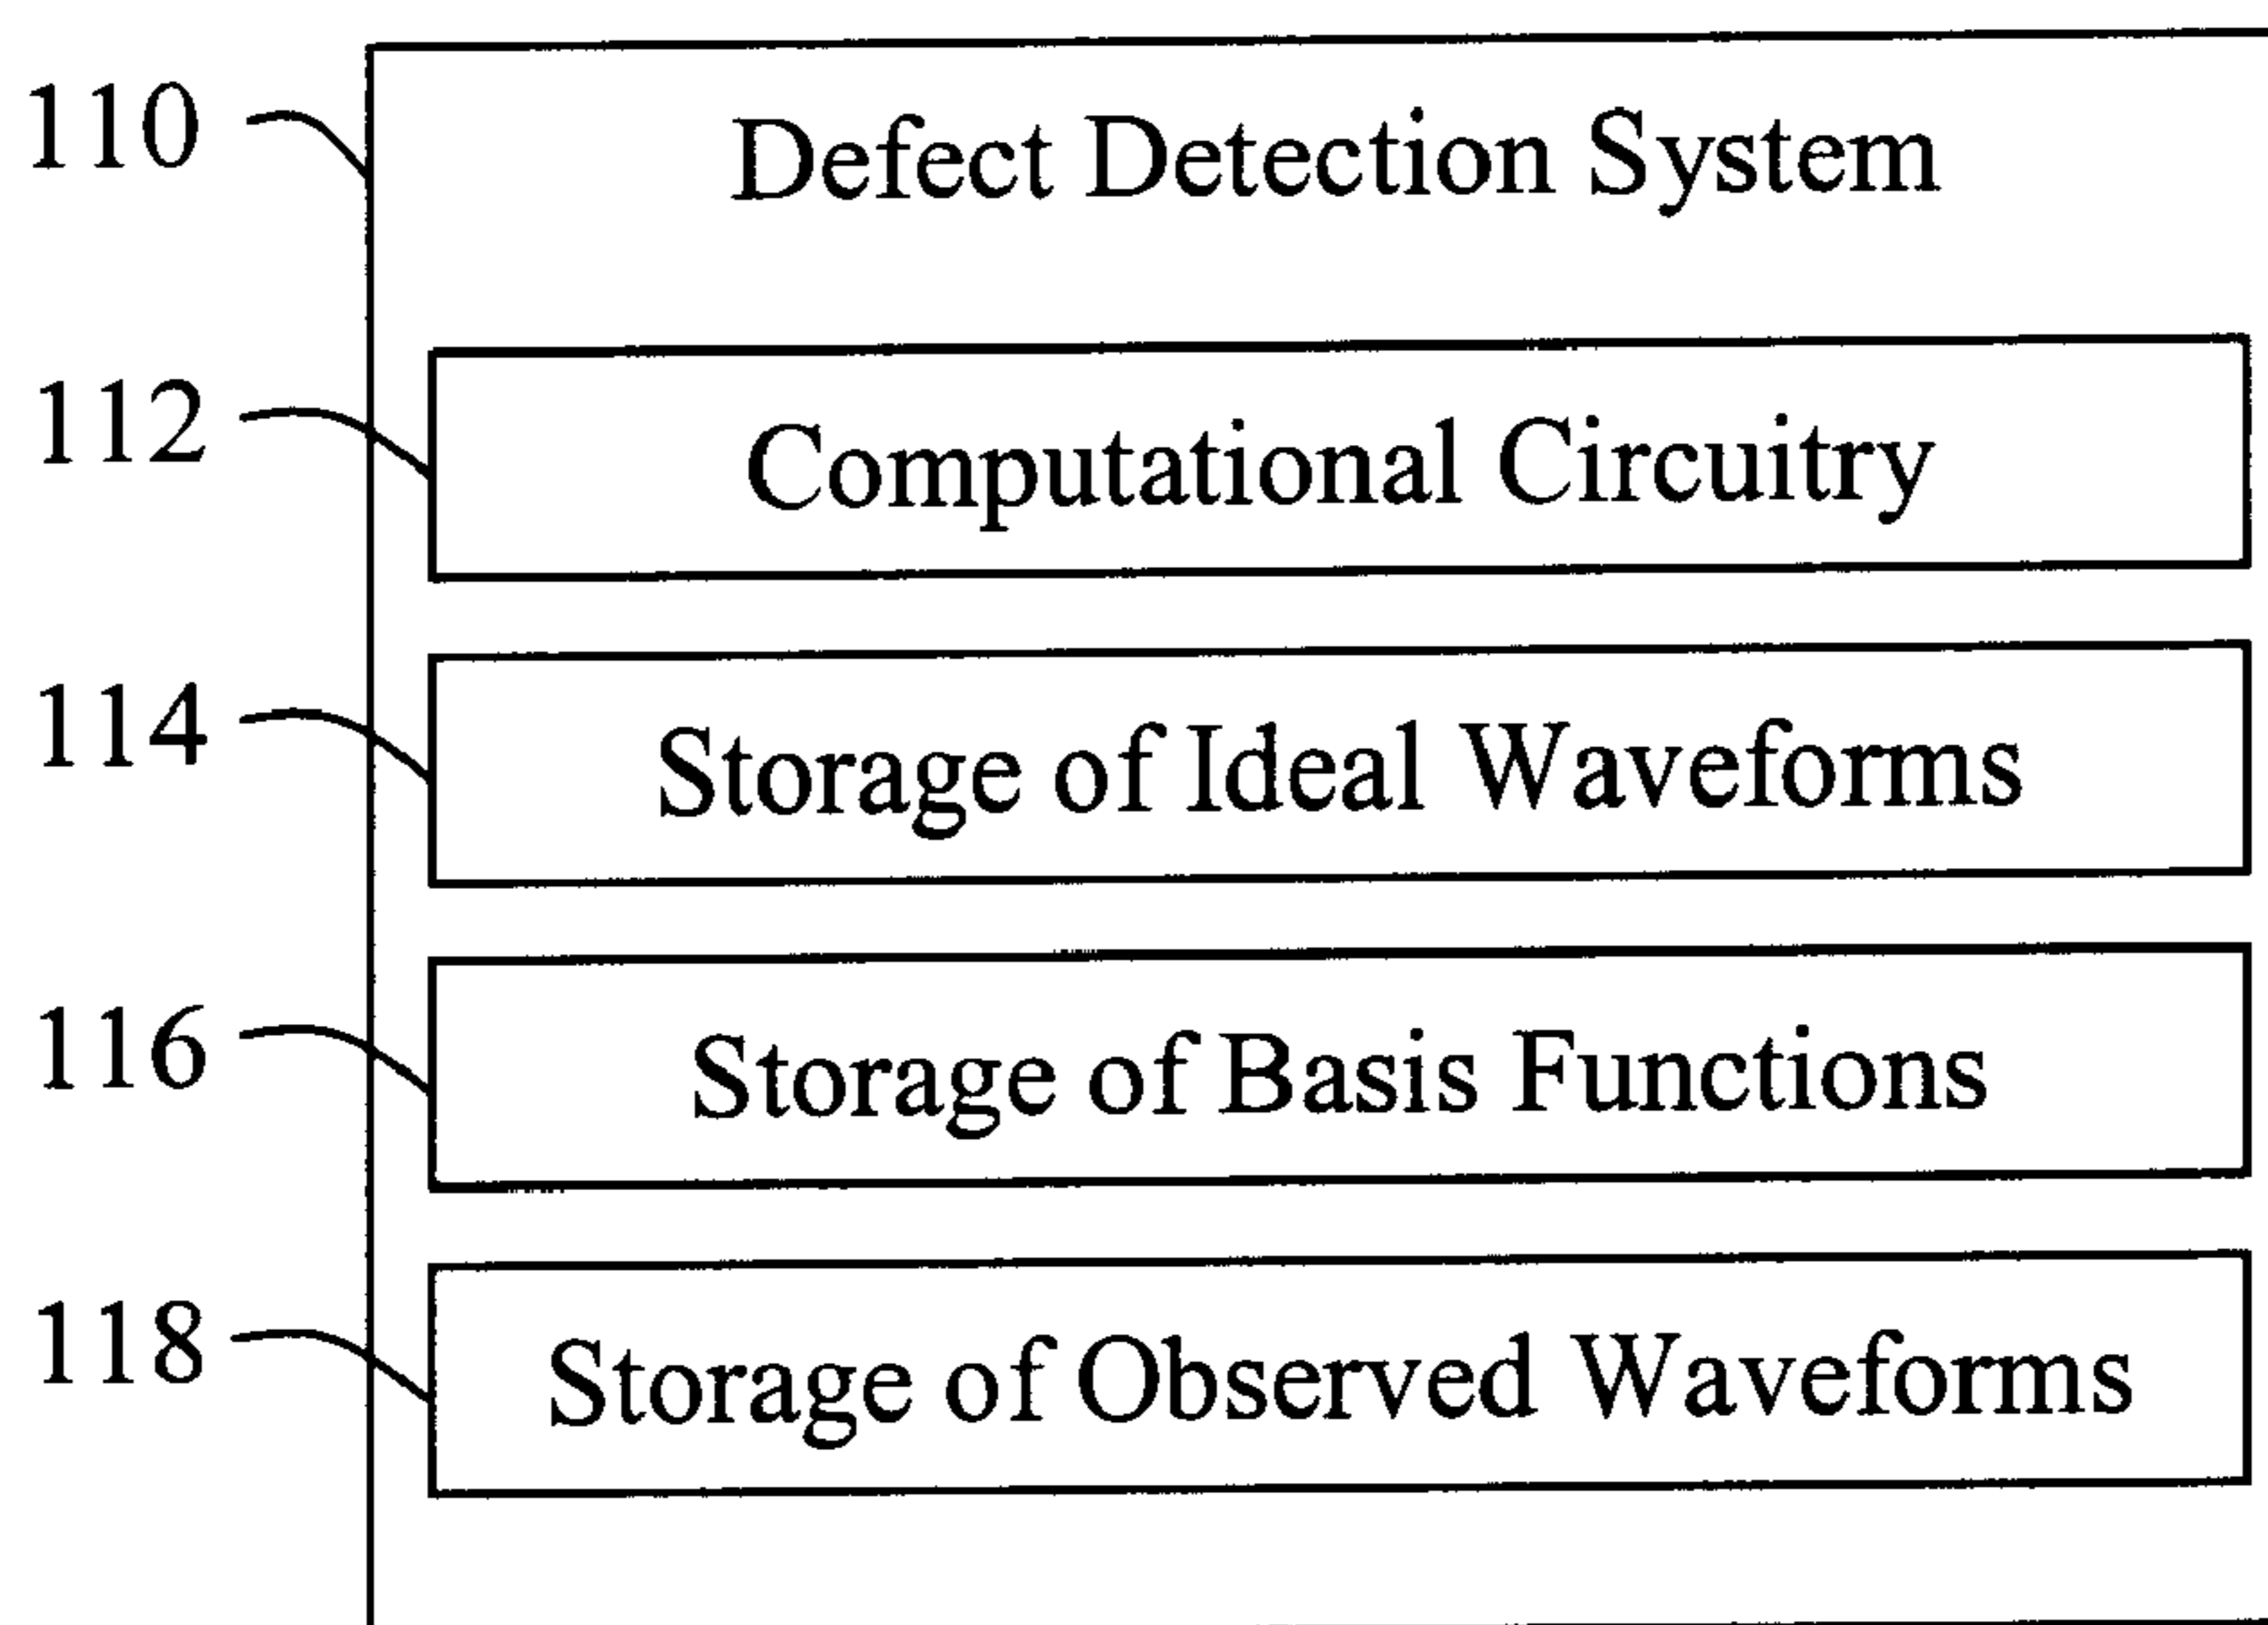 110 Defect Detection System
112 Computational Circuitry
114 Storage of Ideal Waveforms
116 Storage of Basis Functions
118 Storage of Observed Waveforms